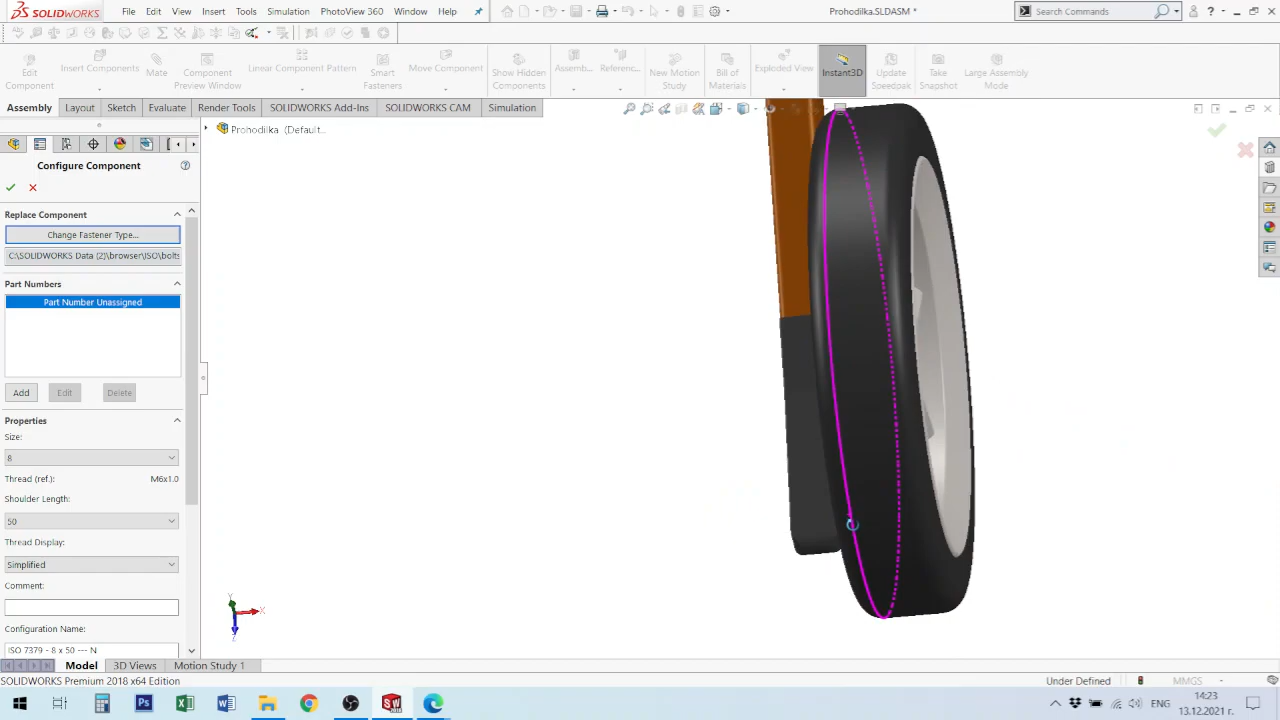 SOLIDWORKS
File Edit View Insert Tools Simulation PhotoView 360 Window Help
Prohodilka.SLDASM *
Search Commands
Edit Component
Insert Components
Mate
Component Preview Window
Linear Component Pattern
Smart Fasteners
Move Component
Show Hidden Components
Assemb...
Referenc...
New Motion Study
Bill of Materials
Exploded View
Instant3D
Update Speedpak
Take Snapshot
Large Assembly Mode
Assembly Layout Sketch Evaluate Render Tools SOLIDWORKS Add-Ins SOLIDWORKS CAM Simulation
Prohodilka (Default...
Configure Component
Replace Component
Change Fastener Type...
C:\SOLIDWORKS Data (2)\browser\ISO\bolts
Part Numbers
Part Number Unassigned
Add Edit Delete
Properties
Size:
8
Thread (ref.): M6x1.0
Shoulder Length:
50
Thread Display:
Simplified
Comment:
Configuration Name:
ISO 7379 - 8 x 50 --- N
Y
X
Z
Model 3D Views Motion Study 1
SOLIDWORKS Premium 2018 x64 Edition
Under Defined
MMGS
ENG
14:23
13.12.2021 г.